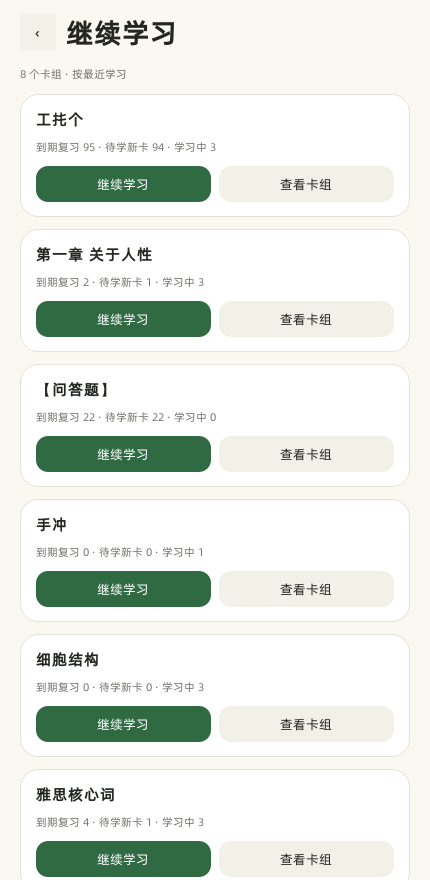 ‹ 继续学习
8 个卡组 · 按最近学习
工扥个
到期复习 95 · 待学新卡 94 · 学习中 3
继续学习 查看卡组
第一章 关于人性
到期复习 2 · 待学新卡 1 · 学习中 3
继续学习 查看卡组
【问答题】
到期复习 22 · 待学新卡 22 · 学习中 0
继续学习 查看卡组
手冲
到期复习 0 · 待学新卡 0 · 学习中 1
继续学习 查看卡组
细胞结构
到期复习 0 · 待学新卡 0 · 学习中 3
继续学习 查看卡组
雅思核心词
到期复习 4 · 待学新卡 1 · 学习中 3
继续学习 查看卡组